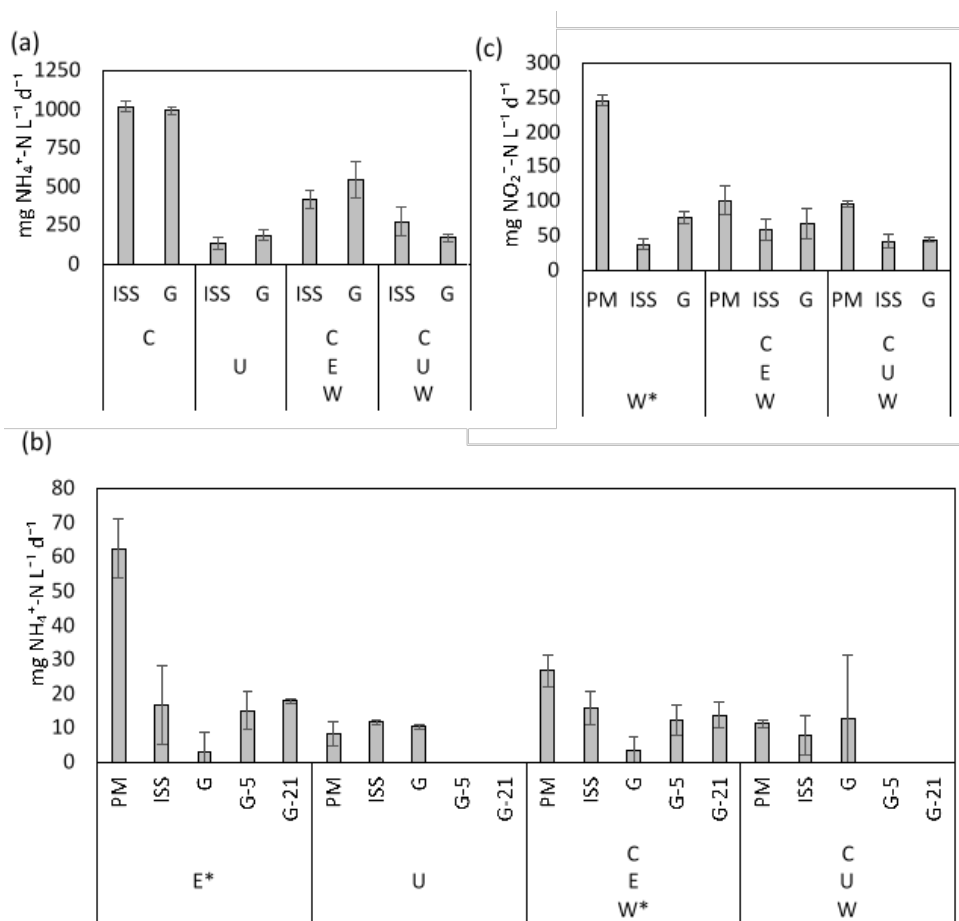 (a)
mg NH₄⁺-N L⁻¹ d⁻¹
1250
1000
750
500
250
0
ISS G ISS G ISS G ISS G
C U C E W C U W
(c)
mg NO₂⁻-N L⁻¹ d⁻¹
300
250
200
150
100
50
0
PM ISS G PM ISS G PM ISS G
W* C E W C U W
(b)
mg NH₄⁺-N L⁻¹ d⁻¹
80
70
60
50
40
30
20
10
0
PM ISS G G-5 G-21 PM ISS G G-5 G-21 PM ISS G G-5 G-21 PM ISS G G-5 G-21
E* U C E W* C U W